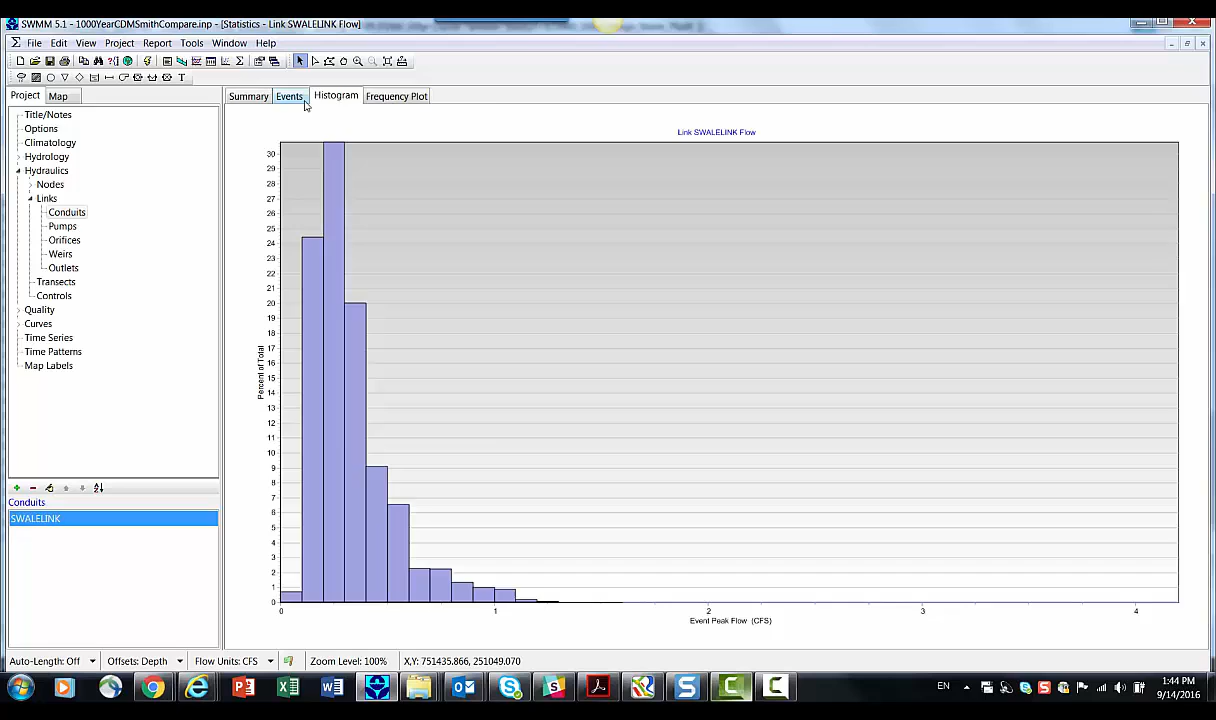 SWMM 5.1 - 1000YearCDMSmithCompare.inp - [Statistics - Link SWALELINK Flow]
File Edit View Project Report Tools Window Help
Project Map
Summary Events Histogram Frequency Plot
Title/Notes
Options
Climatology
Hydrology
Hydraulics
Nodes
Links
Conduits
Pumps
Orifices
Weirs
Outlets
Transects
Controls
Quality
Curves
Time Series
Time Patterns
Map Labels
Conduits
SWALELINK
Link SWALELINK Flow
30
29
28
27
26
25
24
23
22
21
20
19
18
17
16
15
14
13
12
11
10
9
8
7
6
5
4
3
2
1
0
Percent of Total
0 1 2 3 4
Event Peak Flow (CFS)
Auto-Length: Off Offsets: Depth Flow Units: CFS Zoom Level: 100% X,Y: 751435.866, 251049.070
EN
1:44 PM
9/14/2016